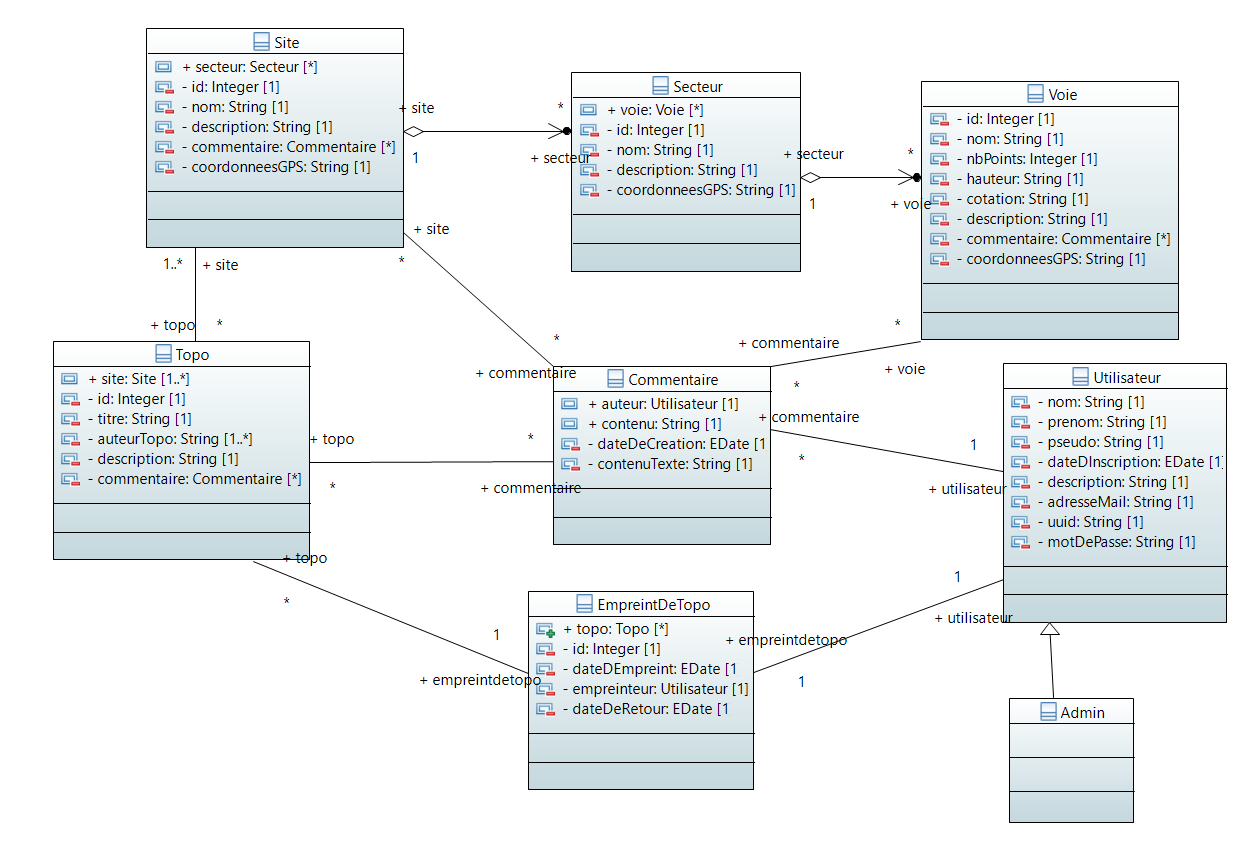 Site
+ secteur: Secteur [*]
- id: Integer [1]
- nom: String [1]
- description: String [1]
- commentaire: Commentaire [*]
- coordonneesGPS: String [1]
+ site
*
1
+ secteur
Secteur
+ voie: Voie [*]
- id: Integer [1]
- nom: String [1]
- description: String [1]
- coordonneesGPS: String [1]
+ secteur
*
1
+ voie
Voie
- id: Integer [1]
- nom: String [1]
- nbPoints: Integer [1]
- hauteur: String [1]
- cotation: String [1]
- description: String [1]
- commentaire: Commentaire [*]
- coordonneesGPS: String [1]
+ site
*
*
+ commentaire
1..*
+ site
+ topo
*
*
+ commentaire
*
+ voie
Topo
+ site: Site [1..*]
- id: Integer [1]
- titre: String [1]
- auteurTopo: String [1..*]
- description: String [1]
- commentaire: Commentaire [*]
+ topo
*
*
+ commentaire
Commentaire
+ auteur: Utilisateur [1]
+ contenu: String [1]
- dateDeCreation: EDate [1
- contenuTexte: String [1]
+ commentaire
*
1
+ utilisateur
Utilisateur
- nom: String [1]
- prenom: String [1]
- pseudo: String [1]
- dateDInscription: EDate [1]
- description: String [1]
- adresseMail: String [1]
- uuid: String [1]
- motDePasse: String [1]
+ topo
*
1
+ empreintdetopo
EmpreintDeTopo
+ topo: Topo [*]
- id: Integer [1]
- dateDEmpreint: EDate [1
- empreinteur: Utilisateur [1]
- dateDeRetour: EDate [1
1
+ utilisateur
+ empreintdetopo
1
Admin